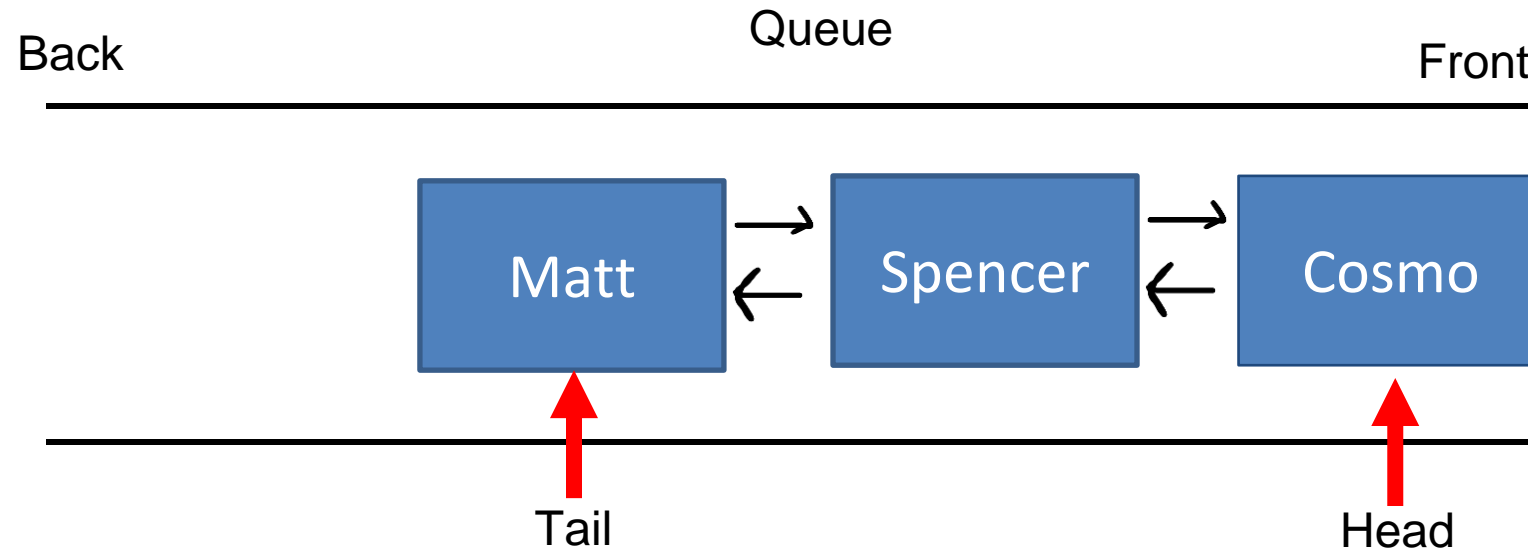 Queue
Back
Front
Matt
Spencer
Cosmo
Tail
Head